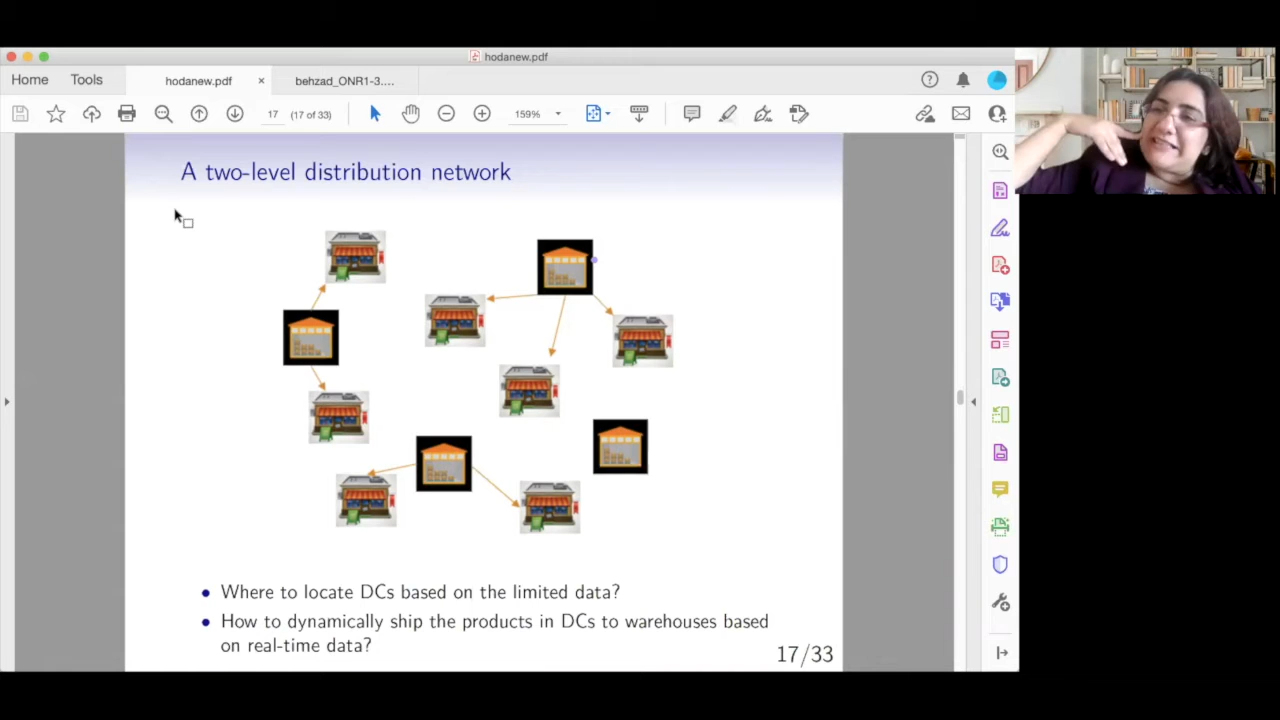 hodanew.pdf
Home Tools hodanew.pdf × behzad_ONR1-3....
17 (17 of 33) 159%
A two-level distribution network
• Where to locate DCs based on the limited data?
• How to dynamically ship the products in DCs to warehouses based
on real-time data?
17/33